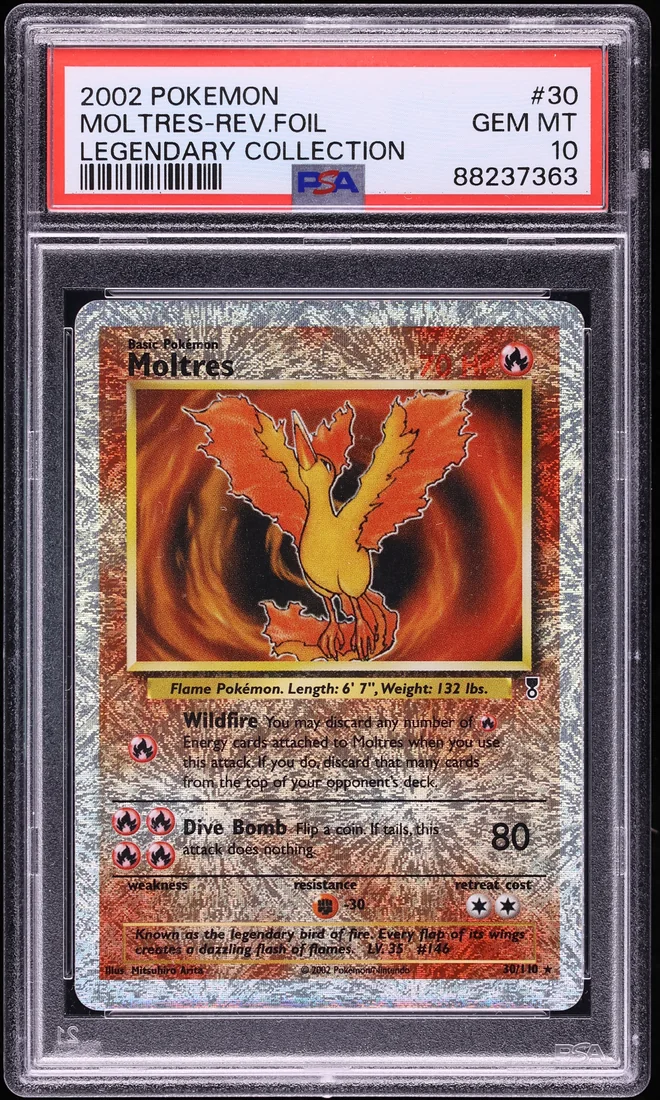 2002 POKEMON #30
MOLTRES-REV.FOIL GEM MT
LEGENDARY COLLECTION 10
PSA 88237363
Basic Pokémon
Moltres 70 HP
Flame Pokémon. Length: 6' 7", Weight: 132 lbs.
Wildfire You may discard any number of
Energy cards attached to Moltres when you use
this attack. If you do, discard that many cards
from the top of your opponent's deck.
Dive Bomb Flip a coin. If tails, this 80
attack does nothing.
weakness resistance retreat cost
-30
Known as the legendary bird of fire. Every flap of its wings
creates a dazzling flash of flames. LV. 35 #146
Illus. Mitsuhiro Arita © 2002 Pokémon/Nintendo 30/110 ★
21 PSA